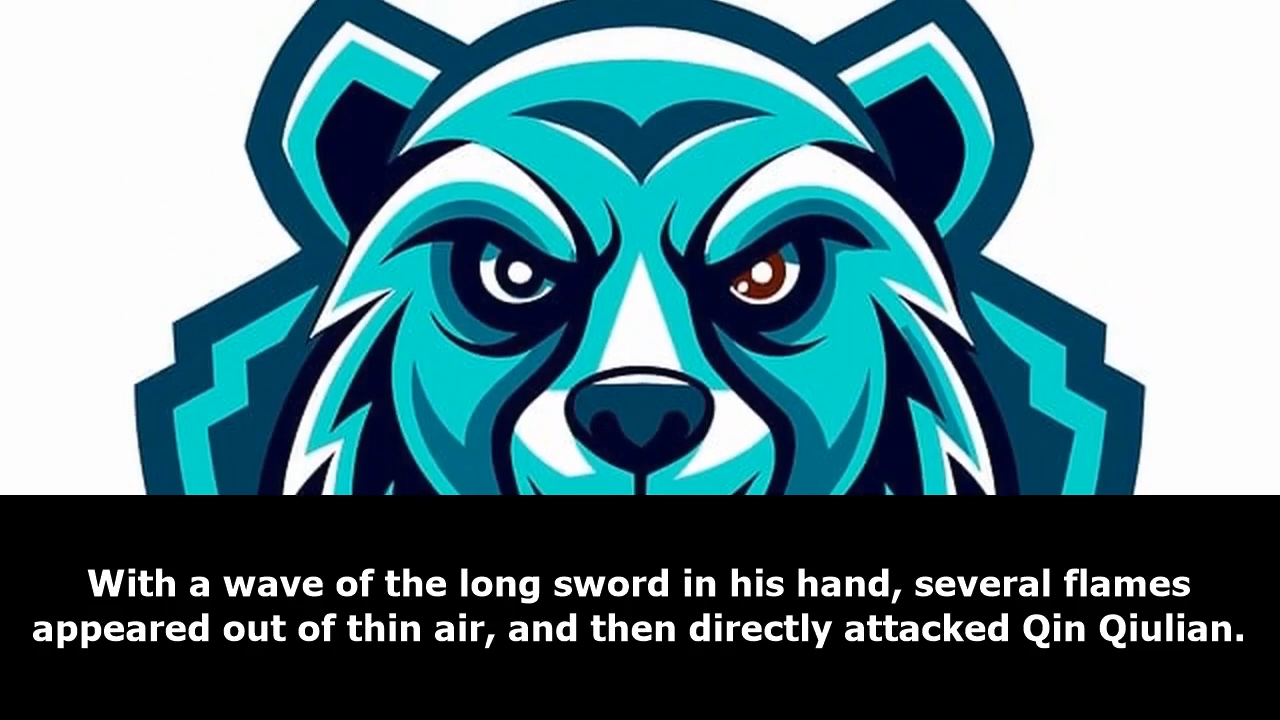 With a wave of the long sword in his hand, several flames
appeared out of thin air, and then directly attacked Qin Qiulian.